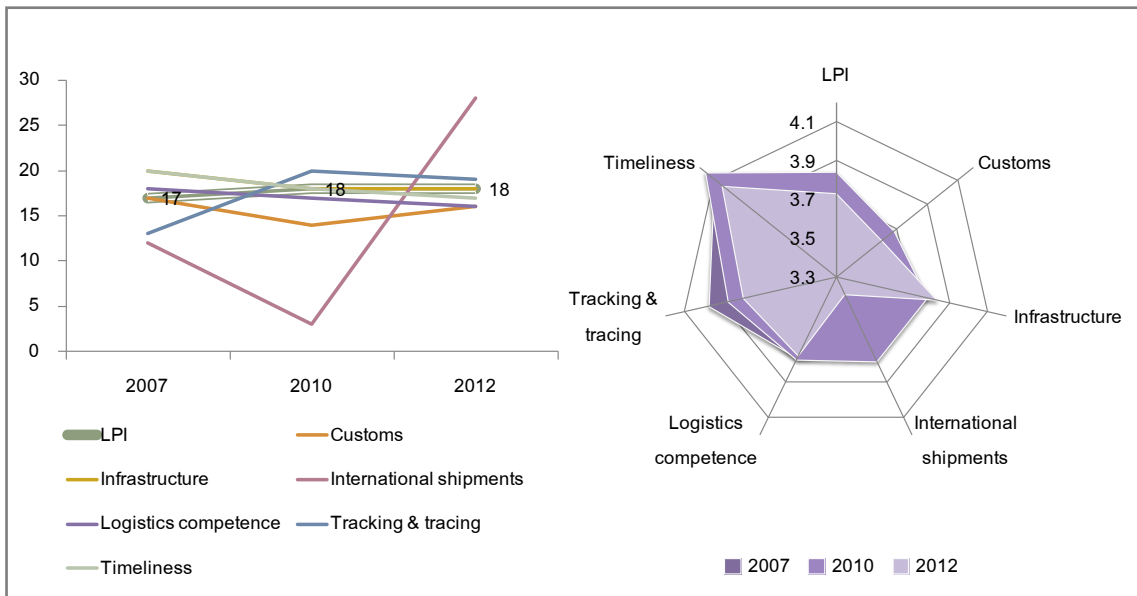 30
25
20
15
10
5
0
17
18
18
2007
2010
2012
LPI
Customs
Infrastructure
International shipments
Logistics competence
Tracking & tracing
Timeliness
LPI
4.1
3.9
3.7
3.5
3.3
Customs
Infrastructure
International
shipments
Logistics
competence
Tracking &
tracing
Timeliness
2007
2010
2012